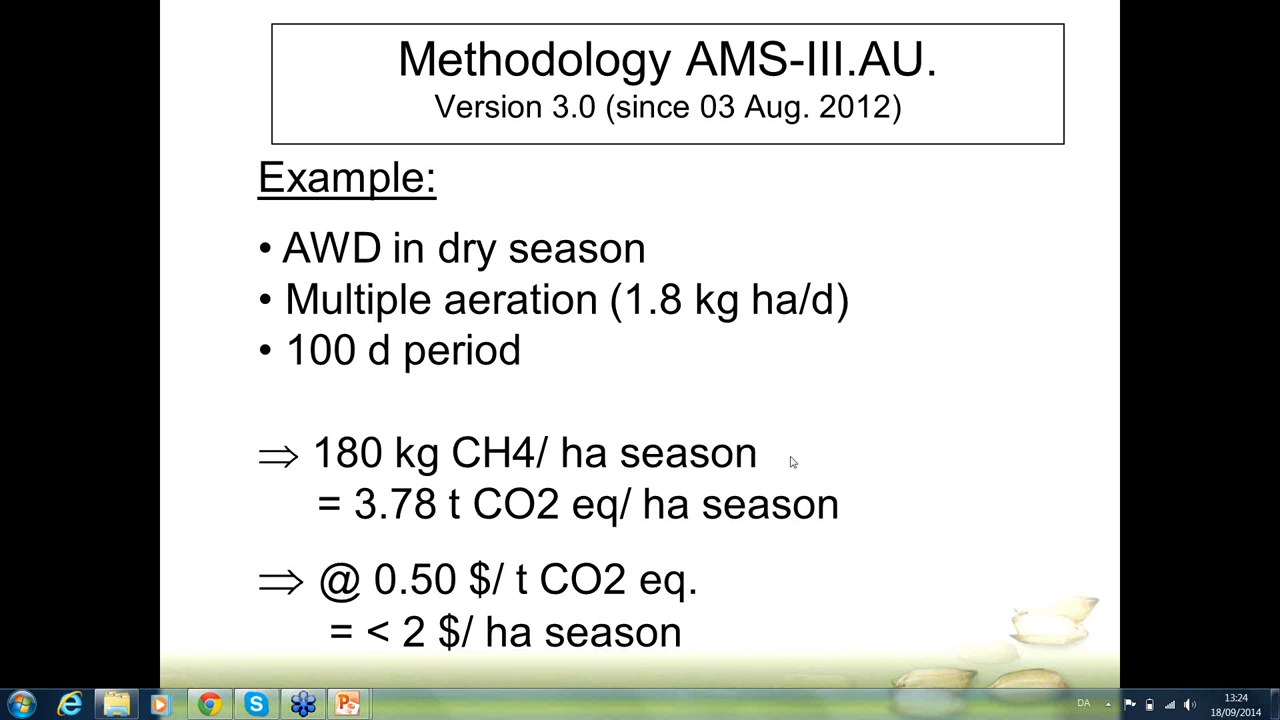 Methodology AMS-III.AU.
Version 3.0 (since 03 Aug. 2012)
Example:
• AWD in dry season
• Multiple aeration (1.8 kg ha/d)
• 100 d period
⇒ 180 kg CH4/ ha season
= 3.78 t CO2 eq/ ha season
⇒ @ 0.50 $/ t CO2 eq.
= < 2 $/ ha season
DA
13:24
18/09/2014